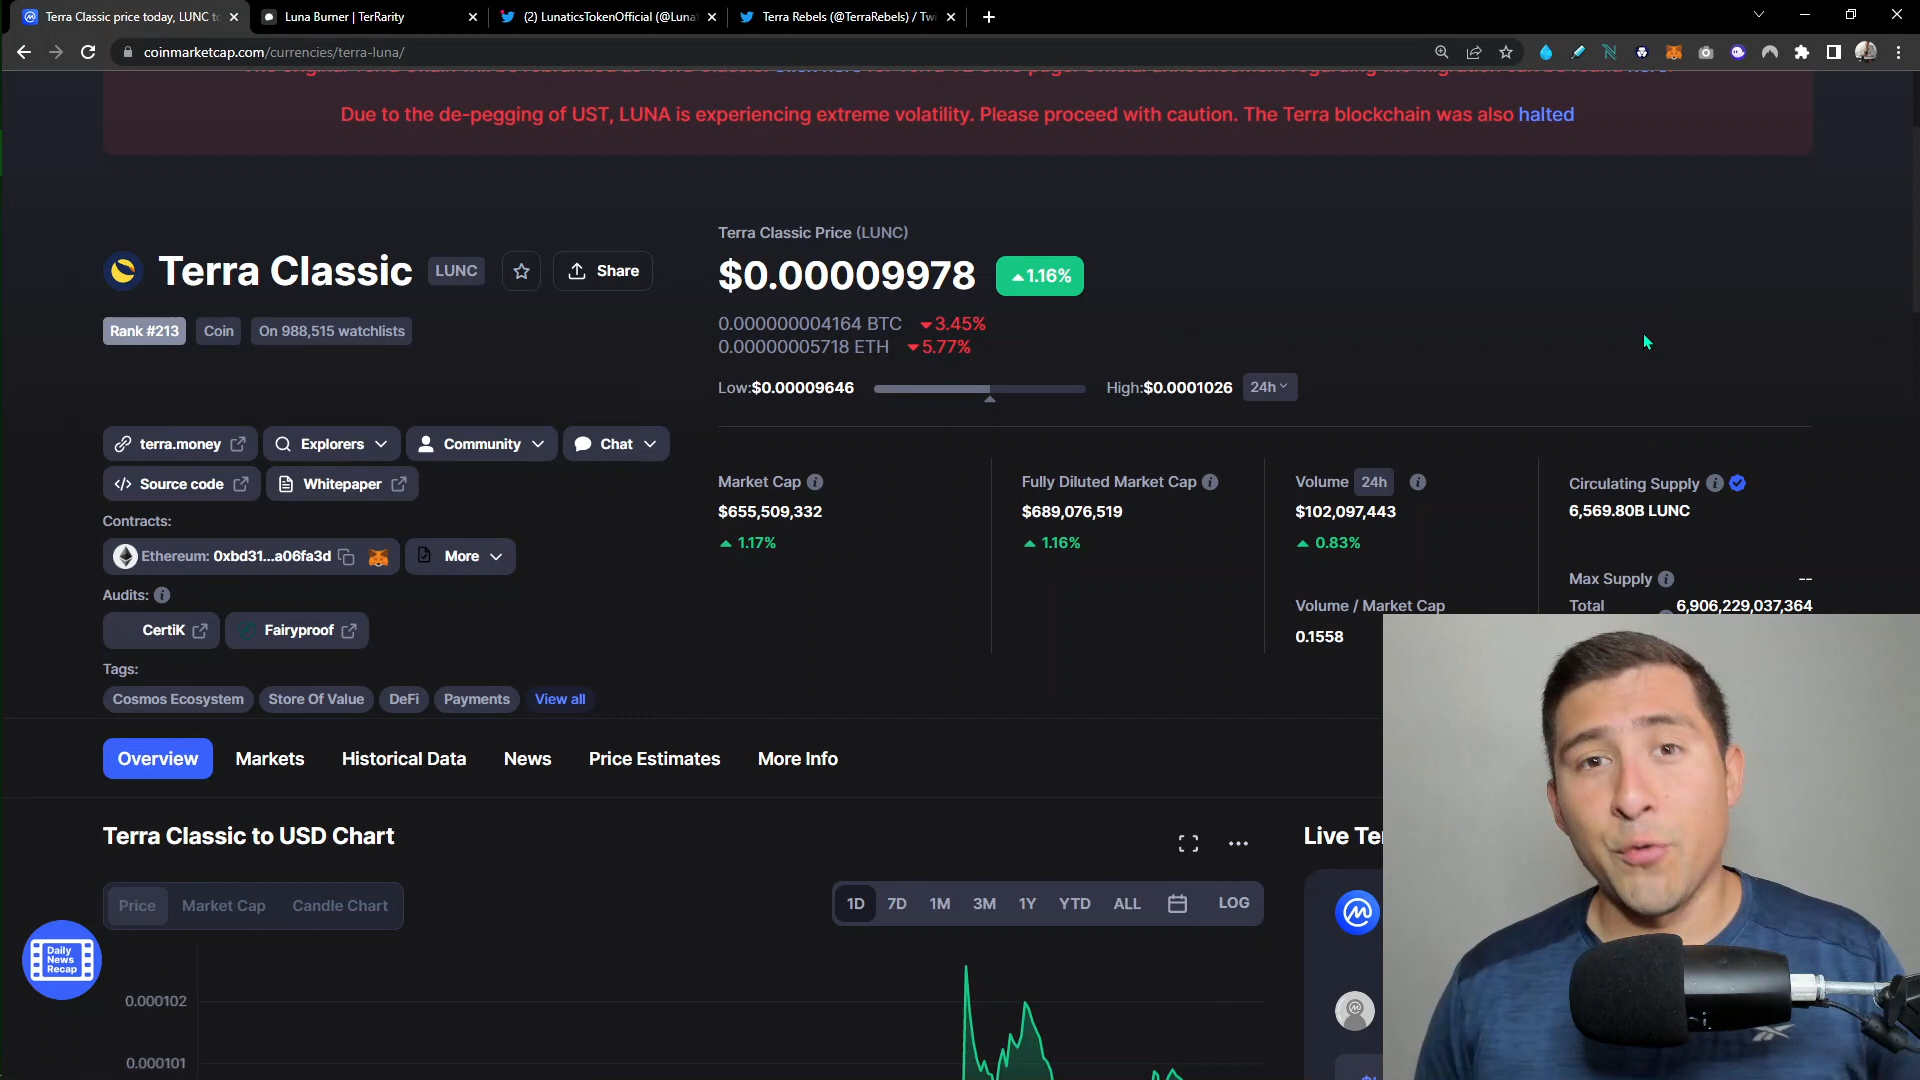 Terra Classic price today, LUNC to
Luna Burner | TerRarity
(2) LunaticsTokenOfficial (@Luna
Terra Rebels (@TerraRebels) / Twi
coinmarketcap.com/currencies/terra-luna/
Due to the de-pegging of UST, LUNA is experiencing extreme volatility. Please proceed with caution. The Terra blockchain was also halted
Terra Classic Price (LUNC)
Terra Classic LUNC Share
$0.00009978 1.16%
Rank #213 Coin On 988,515 watchlists
0.000000004164 BTC 3.45%
0.00000005718 ETH 5.77%
Low:$0.00009646 High:$0.0001026 24h
terra.money Explorers Community Chat
Source code Whitepaper
Contracts:
Ethereum: 0xbd31...a06fa3d More
Audits:
CertiK Fairyproof
Tags:
Cosmos Ecosystem Store Of Value DeFi Payments View all
Market Cap
$655,509,332
1.17%
Fully Diluted Market Cap
$689,076,519
1.16%
Volume 24h
$102,097,443
0.83%
Volume / Market Cap
0.1558
Circulating Supply
6,569.80B LUNC
Max Supply --
Total 6,906,229,037,364
Overview Markets Historical Data News Price Estimates More Info
Terra Classic to USD Chart
Live
Price Market Cap Candle Chart
1D 7D 1M 3M 1Y YTD ALL LOG
Daily
News
Recap
0.000102
0.000101